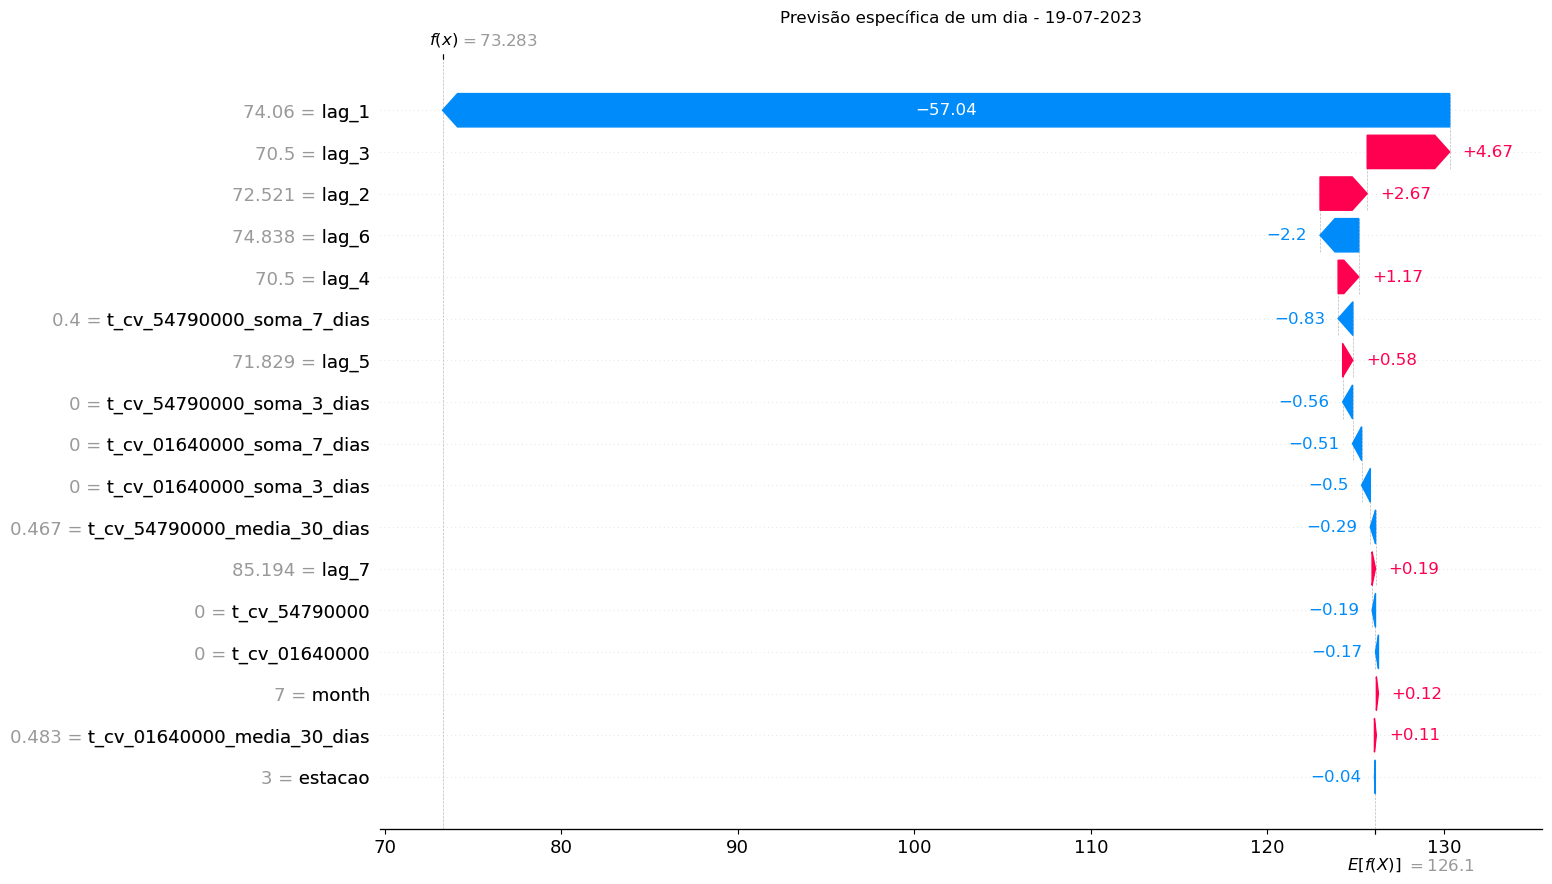 Previsão específica de um dia - 19-07-2023
f(x) = 73.283
74.06 = lag_1 −57.04
70.5 = lag_3 +4.67
72.521 = lag_2 +2.67
74.838 = lag_6 −2.2
70.5 = lag_4 +1.17
0.4 = t_cv_54790000_soma_7_dias −0.83
71.829 = lag_5 +0.58
0 = t_cv_54790000_soma_3_dias −0.56
0 = t_cv_01640000_soma_7_dias −0.51
0 = t_cv_01640000_soma_3_dias −0.5
0.467 = t_cv_54790000_media_30_dias −0.29
85.194 = lag_7 +0.19
0 = t_cv_54790000 −0.19
0 = t_cv_01640000 −0.17
7 = month +0.12
0.483 = t_cv_01640000_media_30_dias +0.11
3 = estacao −0.04
70 80 90 100 110 120 130
E[f(X)] = 126.1